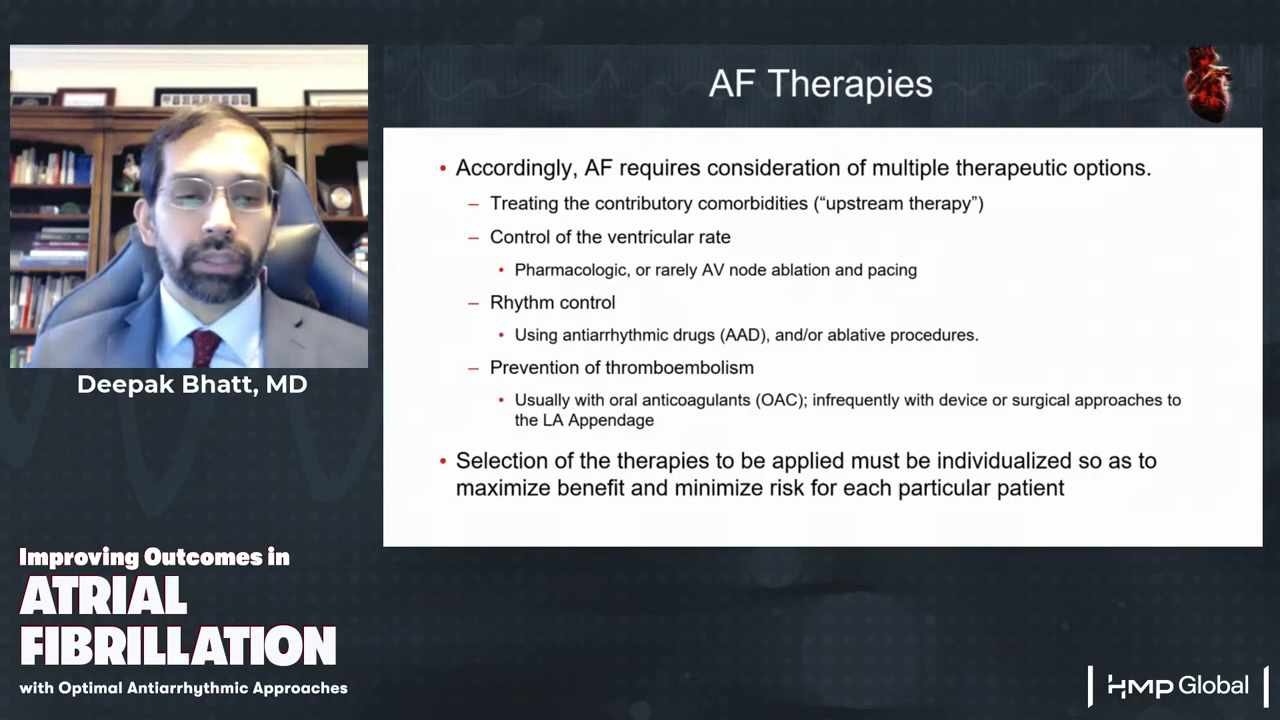 AF Therapies
• Accordingly, AF requires consideration of multiple therapeutic options.
– Treating the contributory comorbidities (“upstream therapy”)
– Control of the ventricular rate
• Pharmacologic, or rarely AV node ablation and pacing
– Rhythm control
• Using antiarrhythmic drugs (AAD), and/or ablative procedures.
– Prevention of thromboembolism
• Usually with oral anticoagulants (OAC); infrequently with device or surgical approaches to
the LA Appendage
• Selection of the therapies to be applied must be individualized so as to
maximize benefit and minimize risk for each particular patient
Deepak Bhatt, MD
Improving Outcomes in
ATRIAL
FIBRILLATION
with Optimal Antiarrhythmic Approaches
HMP Global